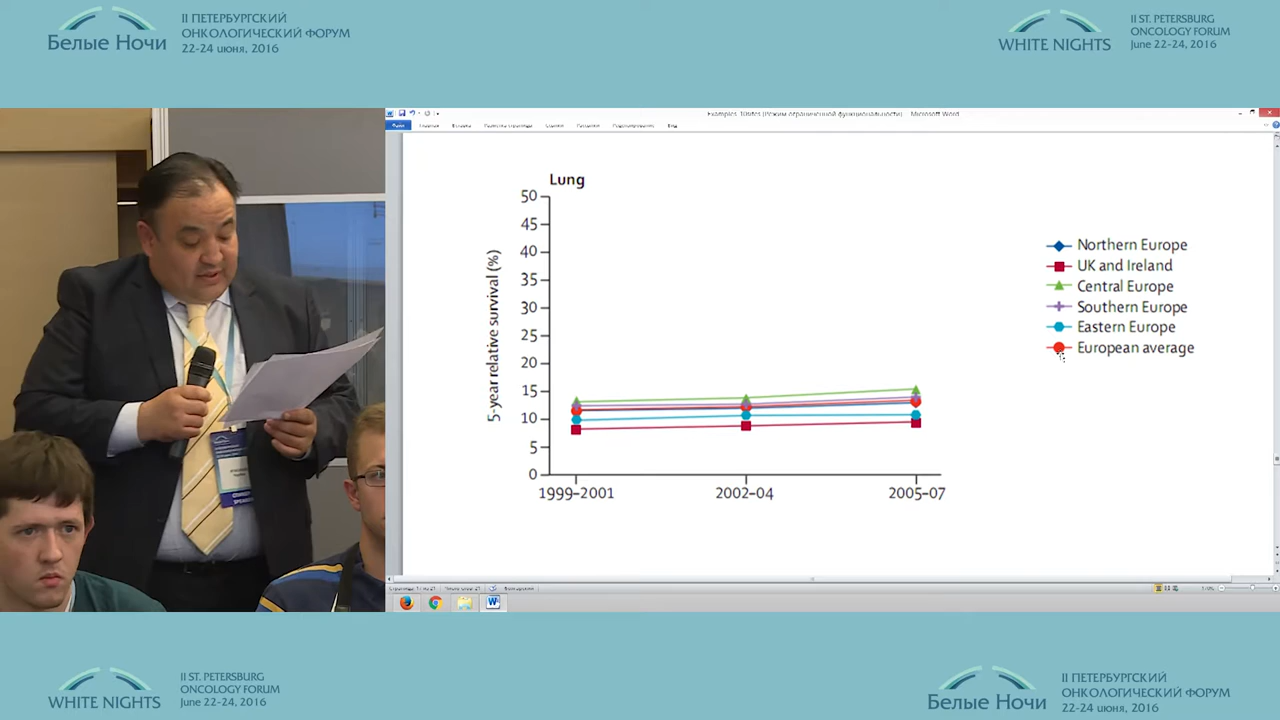 II ПЕТЕРБУРГСКИЙ
ОНКОЛОГИЧЕСКИЙ ФОРУМ
Белые Ночи
22-24 июня, 2016
II ST. PETERSBURG
ONCOLOGY FORUM
WHITE NIGHTS
June 22-24, 2016
Microsoft Word
Файл
Lung
5-year relative survival (%)
50
45
40
35
30
25
20
15
10
5
0
1999-2001
2002-04
2005-07
Northern Europe
UK and Ireland
Central Europe
Southern Europe
Eastern Europe
European average
II ST. PETERSBURG
ONCOLOGY FORUM
WHITE NIGHTS
June 22-24, 2016
II ПЕТЕРБУРГСКИЙ
ОНКОЛОГИЧЕСКИЙ ФОРУМ
Белые Ночи
22-24 июня, 2016